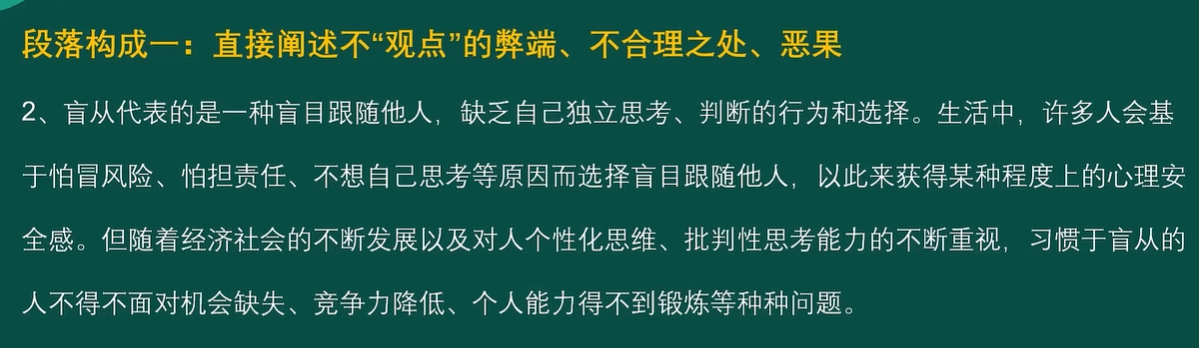 段落构成一：直接阐述不“观点”的弊端、不合理之处、恶果
2、盲从代表的是一种盲目跟随他人，缺乏自己独立思考、判断的行为和选择。生活中，许多人会基
于怕冒风险、怕担责任、不想自己思考等原因而选择盲目跟随他人，以此来获得某种程度上的心理安
全感。但随着经济社会的不断发展以及对人个性化思维、批判性思考能力的不断重视，习惯于盲从的
人不得不面对机会缺失、竞争力降低、个人能力得不到锻炼等种种问题。